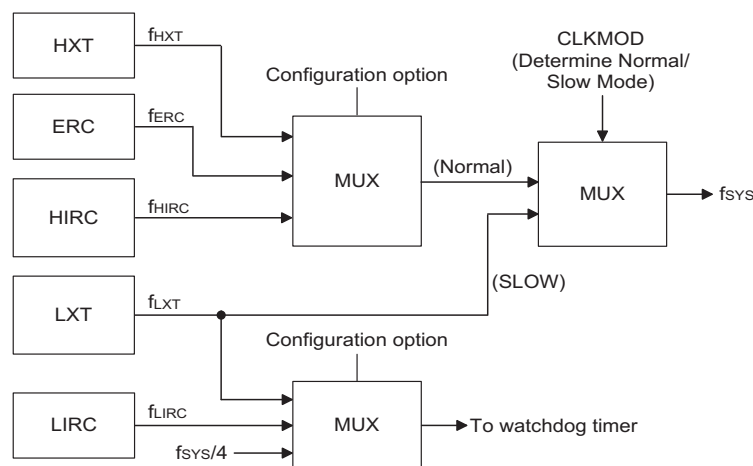 HXT
fHXT
ERC
fERC
HIRC
fHIRC
LXT
fLXT
LIRC
fLIRC
fSYS/4
Configuration option
MUX
(Normal)
CLKMOD
(Determine Normal/
Slow Mode)
MUX
fSYS
(SLOW)
Configuration option
MUX
To watchdog timer